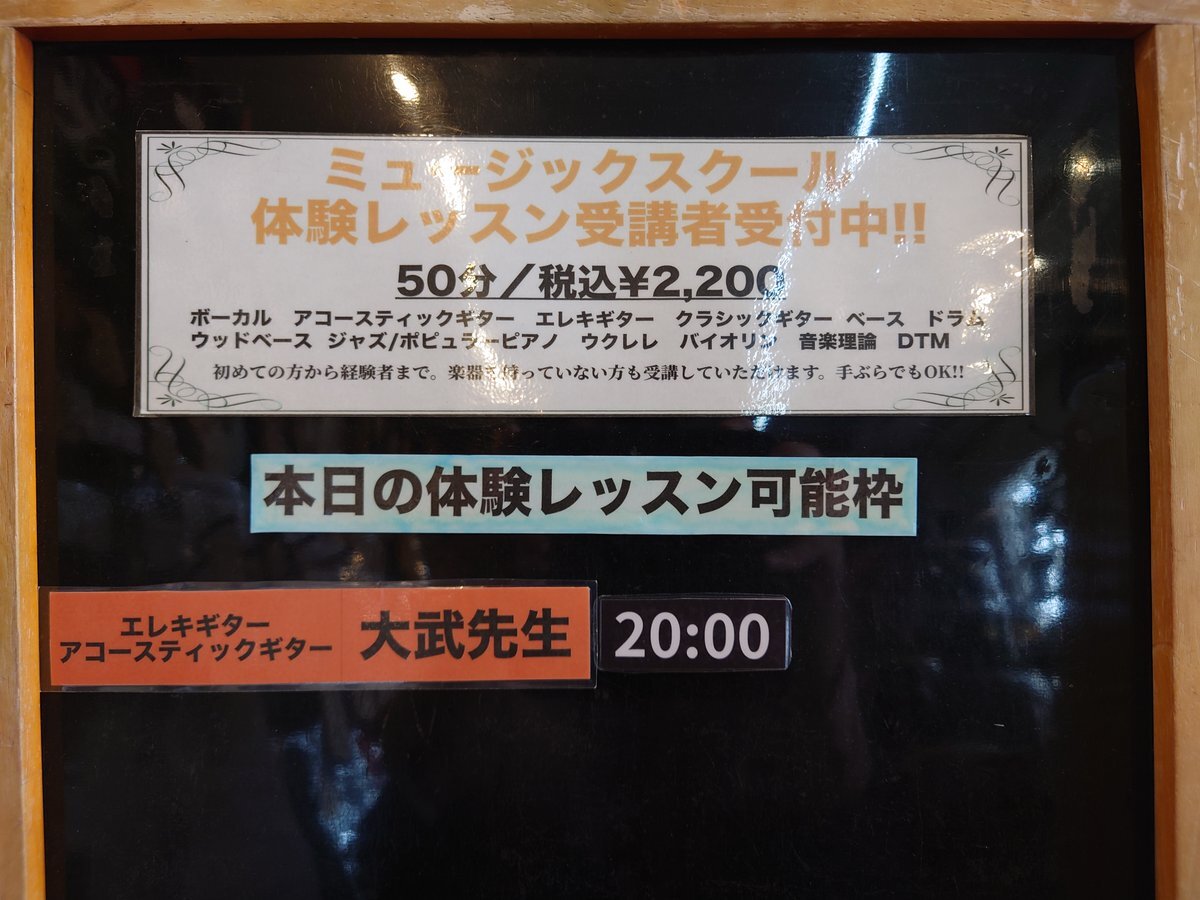 ミュージックスクール
体験レッスン受講者受付中!!
50分／税込¥2,200
ボーカル　アコースティックギター　エレキギター　クラシックギター　ベース　ドラム
ウッドベース　ジャズ/ポピュラーピアノ　ウクレレ　バイオリン　音楽理論　DTM
初めての方から経験者まで。楽器を持っていない方も受講していただけます。手ぶらでもOK!!
本日の体験レッスン可能枠
エレキギター
アコースティックギター
大武先生
20:00